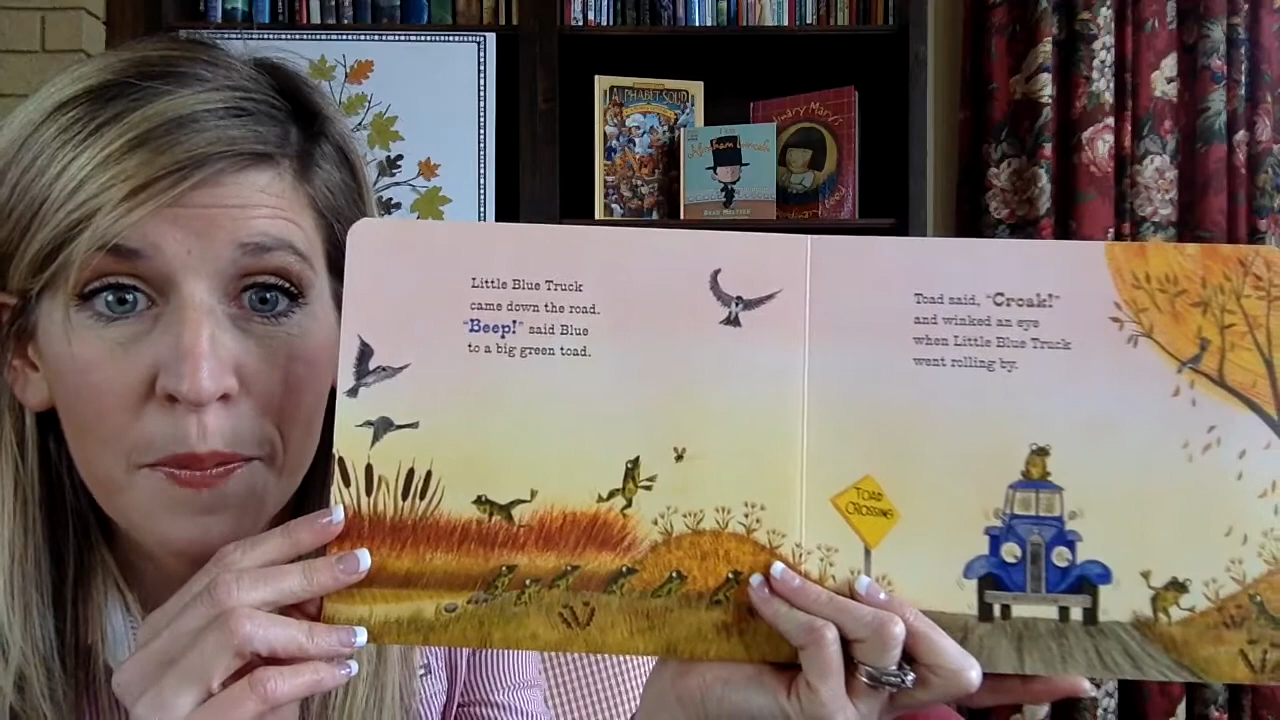 ALPHABET SOUP
I am
Abraham Lincoln
BRAD MELTZER
Mary's
Little Blue Truck
came down the road.
"Beep!" said Blue
to a big green toad.
Toad said, "Croak!"
and winked an eye
when Little Blue Truck
went rolling by.
TOAD
CROSSING